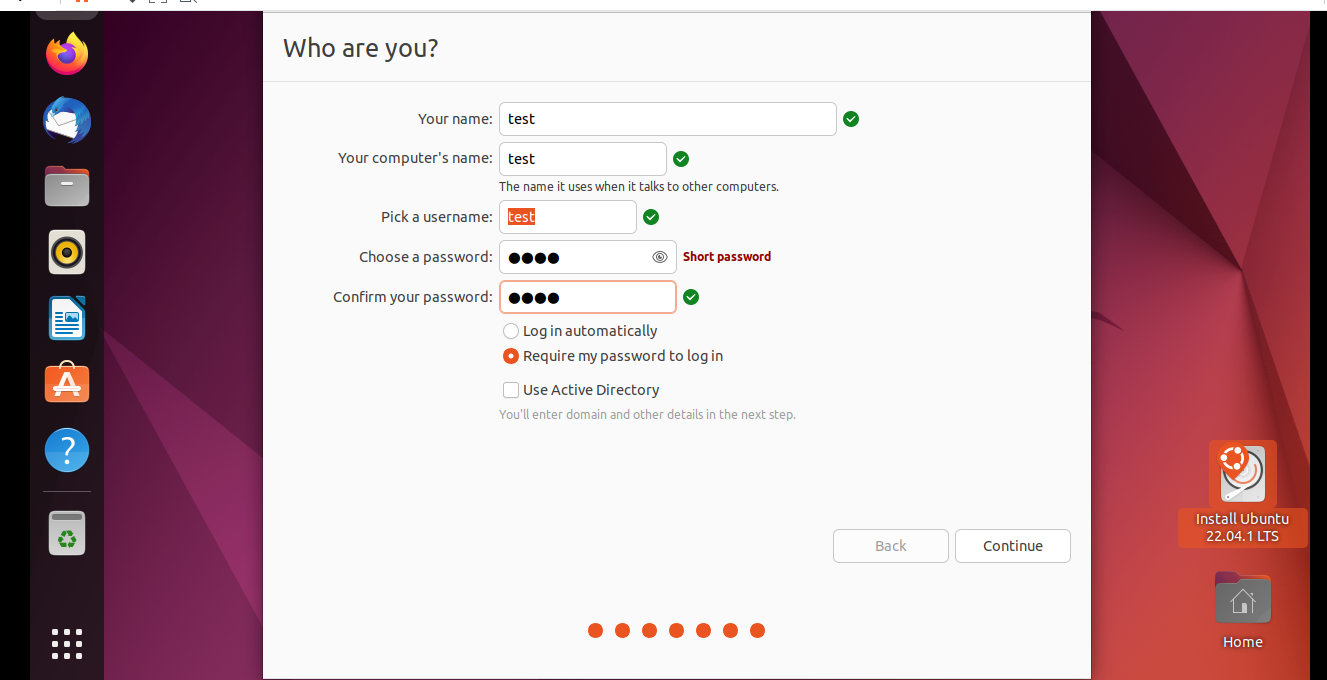 Who are you?
Your name: test
Your computer's name: test
The name it uses when it talks to other computers.
Pick a username: test
Choose a password: ●●●● Short password
Confirm your password: ●●●●
Log in automatically
Require my password to log in
Use Active Directory
You'll enter domain and other details in the next step.
Back Continue
Install Ubuntu
22.04.1 LTS
Home